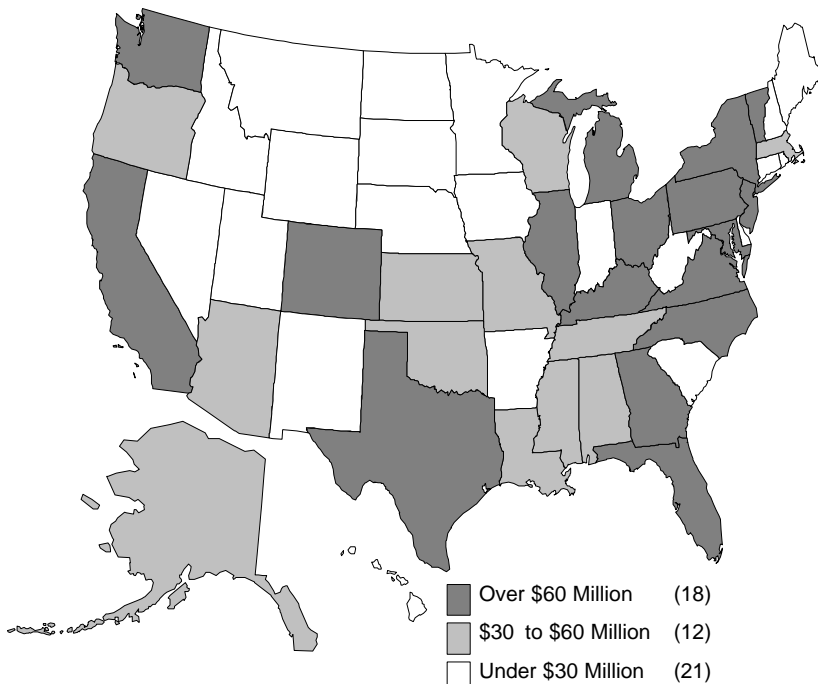 Over $60 Million (18)
$30 to $60 Million (12)
Under $30 Million (21)